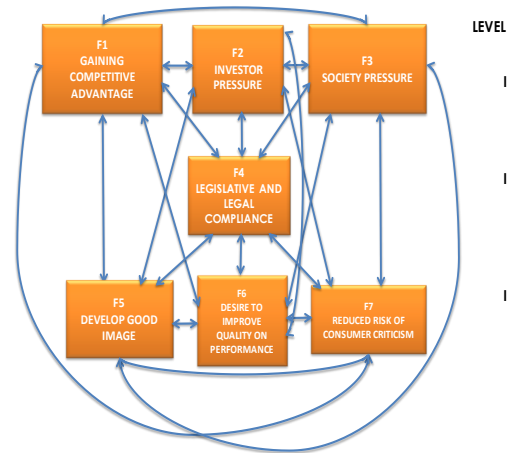 LEVEL
F1
GAINING
COMPETITIVE
ADVANTAGE
F2
INVESTOR
PRESSURE
F3
SOCIETY PRESSURE
I
F4
LEGISLATIVE AND
LEGAL
COMPLIANCE
I
F5
DEVELOP GOOD
IMAGE
F6
DESIRE TO
IMPROVE
QUALITY ON
PERFORMANCE
F7
REDUCED RISK OF
CONSUMER CRITICISM
I